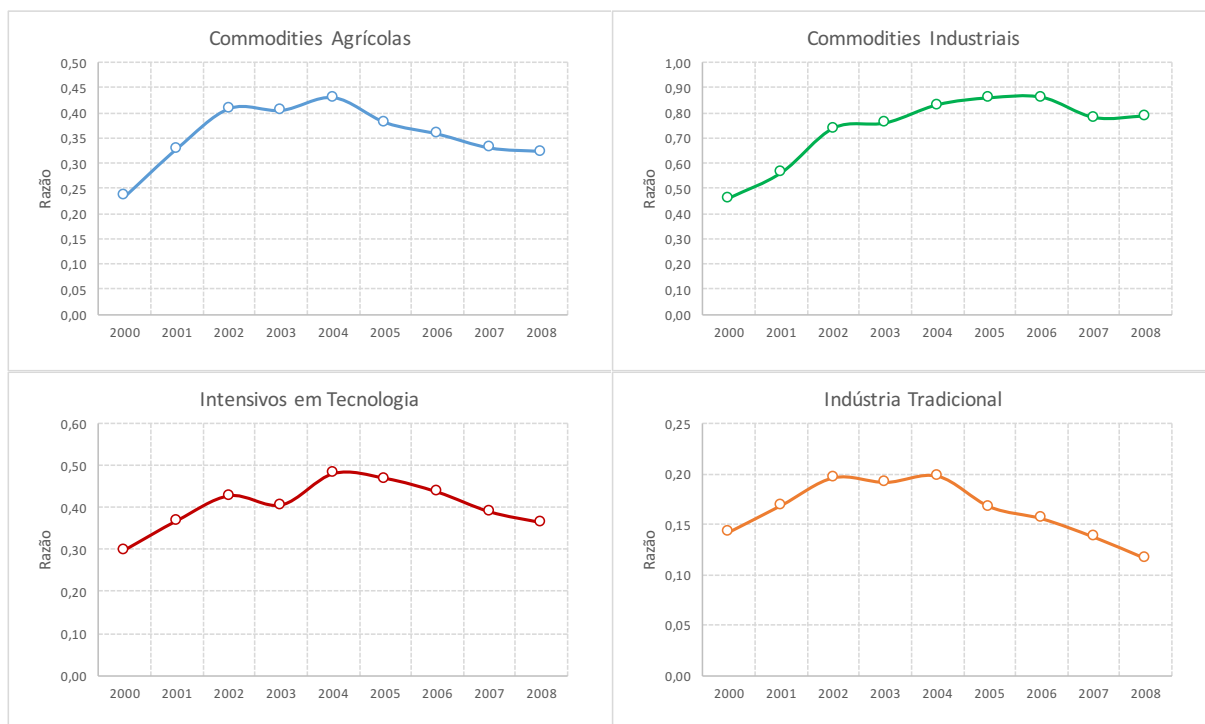 Commodities Agrícolas
0,50
0,45
0,40
0,35
0,30
0,25
0,20
0,15
0,10
0,05
0,00
Razão
2000 2001 2002 2003 2004 2005 2006 2007 2008
Commodities Industriais
1,00
0,90
0,80
0,70
0,60
0,50
0,40
0,30
0,20
0,10
0,00
Razão
2000 2001 2002 2003 2004 2005 2006 2007 2008
Intensivos em Tecnologia
0,60
0,50
0,40
0,30
0,20
0,10
0,00
Razão
2000 2001 2002 2003 2004 2005 2006 2007 2008
Indústria Tradicional
0,25
0,20
0,15
0,10
0,05
0,00
Razão
2000 2001 2002 2003 2004 2005 2006 2007 2008